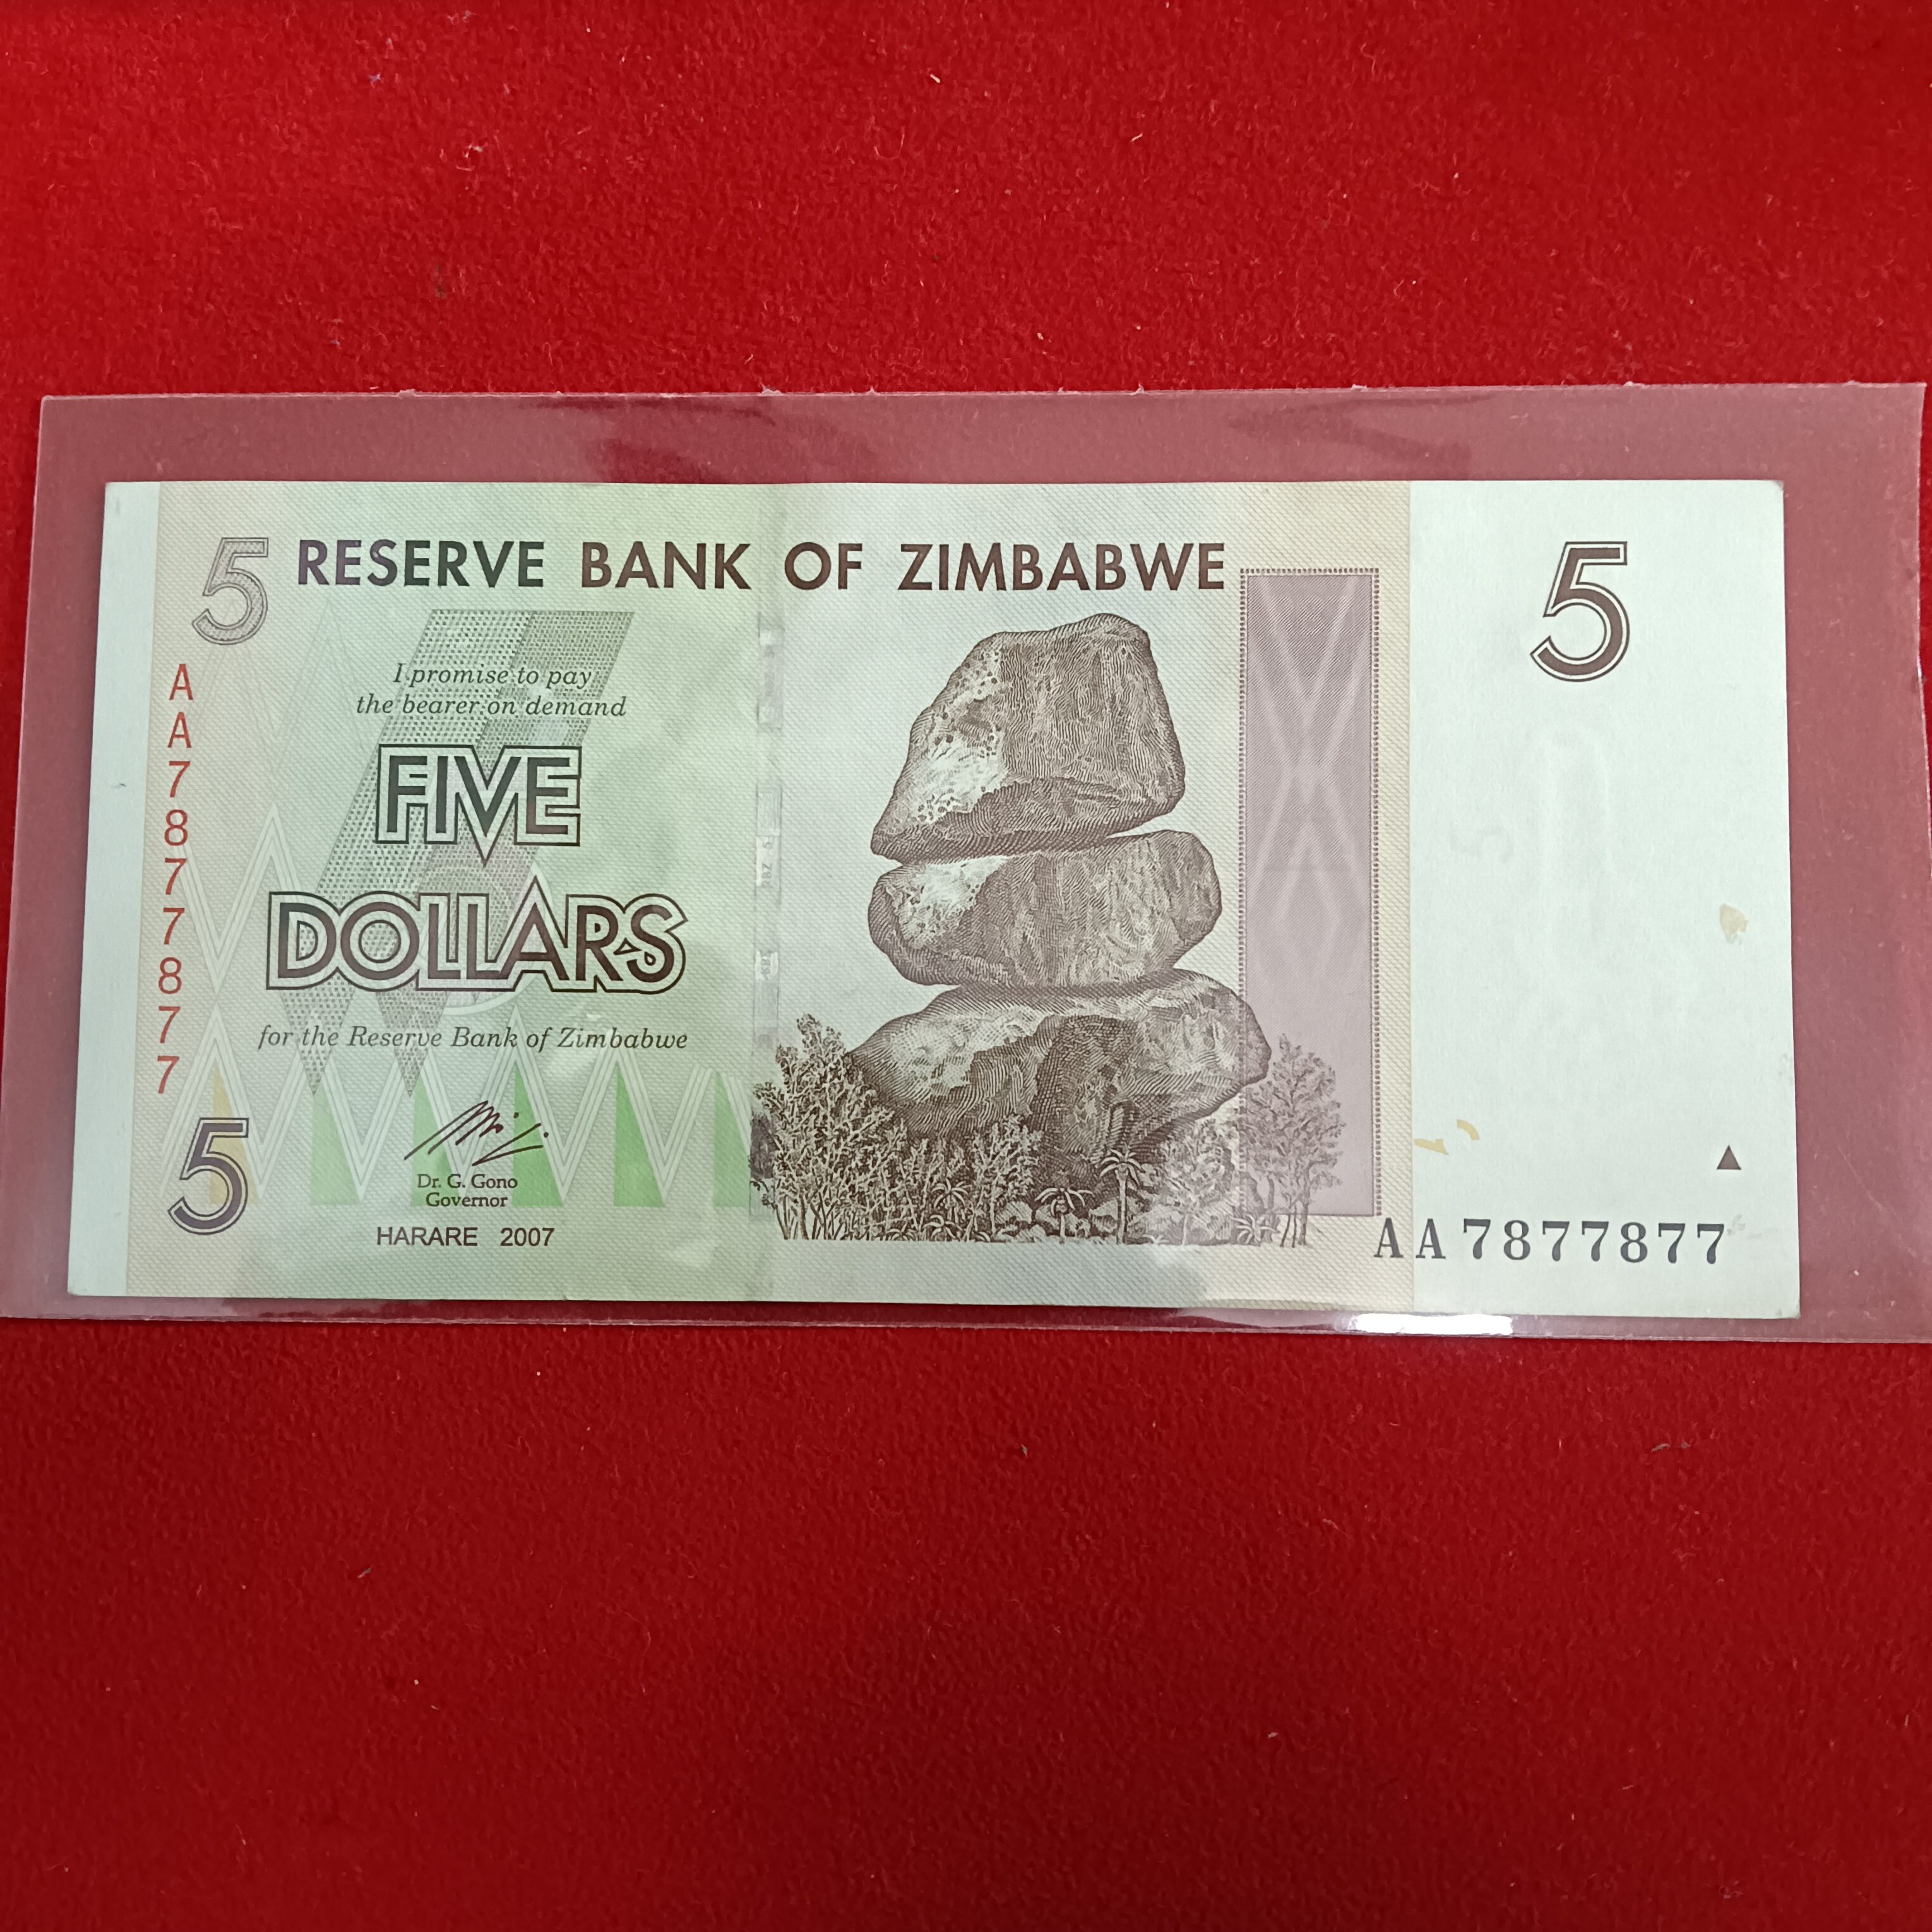 5 RESERVE BANK OF ZIMBABWE 5
I promise to pay
the bearer on demand
FIVE
DOLLARS
for the Reserve Bank of Zimbabwe
Dr. G. Gono
Governor
HARARE 2007
AA7877877
5
AA7877877